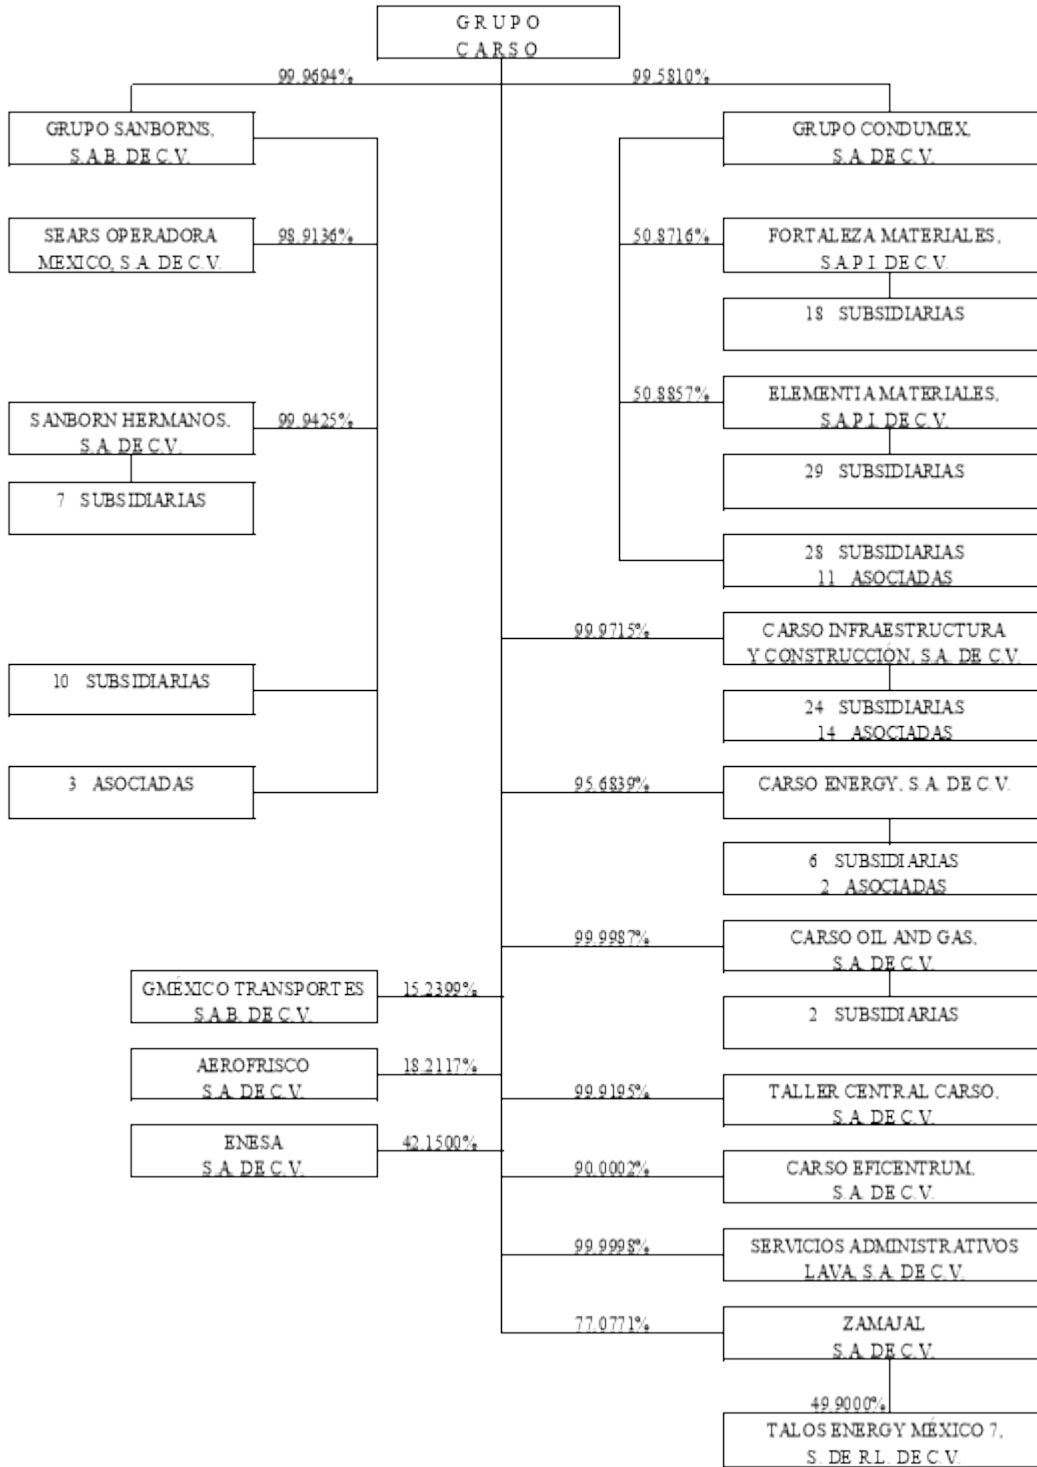 GRUPO
CARSO
99.9694%
99.5810%
GRUPO SANBORNS,
S.A.B. DE C.V.
GRUPO CONDUMEX,
S.A. DE C.V.
SEARS OPERADORA
MEXICO, S.A. DE C.V.
98.9136%
50.8716%
FORTALEZA MATERIALES,
S.A.P.I. DE C.V.
18 SUBSIDIARIAS
SANBORN HERMANOS,
S.A. DE C.V.
99.9425%
7 SUBSIDIARIAS
50.8857%
ELEMENTIA MATERIALES,
S.A.P.I. DE C.V.
29 SUBSIDIARIAS
28 SUBSIDIARIAS
11 ASOCIADAS
99.9715%
CARSO INFRAESTRUCTURA
Y CONSTRUCCIÓN, S.A. DE C.V.
10 SUBSIDIARIAS
24 SUBSIDIARIAS
14 ASOCIADAS
3 ASOCIADAS
95.6839%
CARSO ENERGY, S.A. DE C.V.
6 SUBSIDIARIAS
2 ASOCIADAS
99.9987%
CARSO OIL AND GAS,
S.A. DE C.V.
GMÉXICO TRANSPORTES
S.A.B. DE C.V.
15.2399%
2 SUBSIDIARIAS
AEROFRISCO
S.A. DE C.V.
18.2117%
99.9195%
TALLER CENTRAL CARSO,
S.A. DE C.V.
ENESA
S.A. DE C.V.
42.1500%
90.0002%
CARSO EFICENTRUM,
S.A. DE C.V.
99.9998%
SERVICIOS ADMINISTRATIVOS
LAVA, S.A. DE C.V.
77.0771%
ZAMAJAL
S.A. DE C.V.
49.9000%
TALOS ENERGY MÉXICO 7,
S. DE R.L. DE C.V.